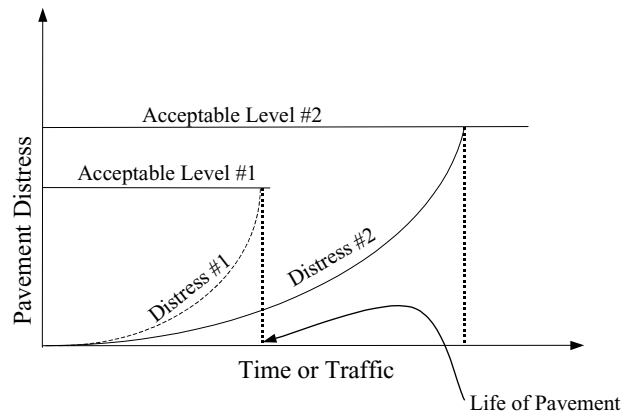 Acceptable Level #2
Acceptable Level #1
Pavement Distress
Distress #1
Distress #2
Time or Traffic
Life of Pavement